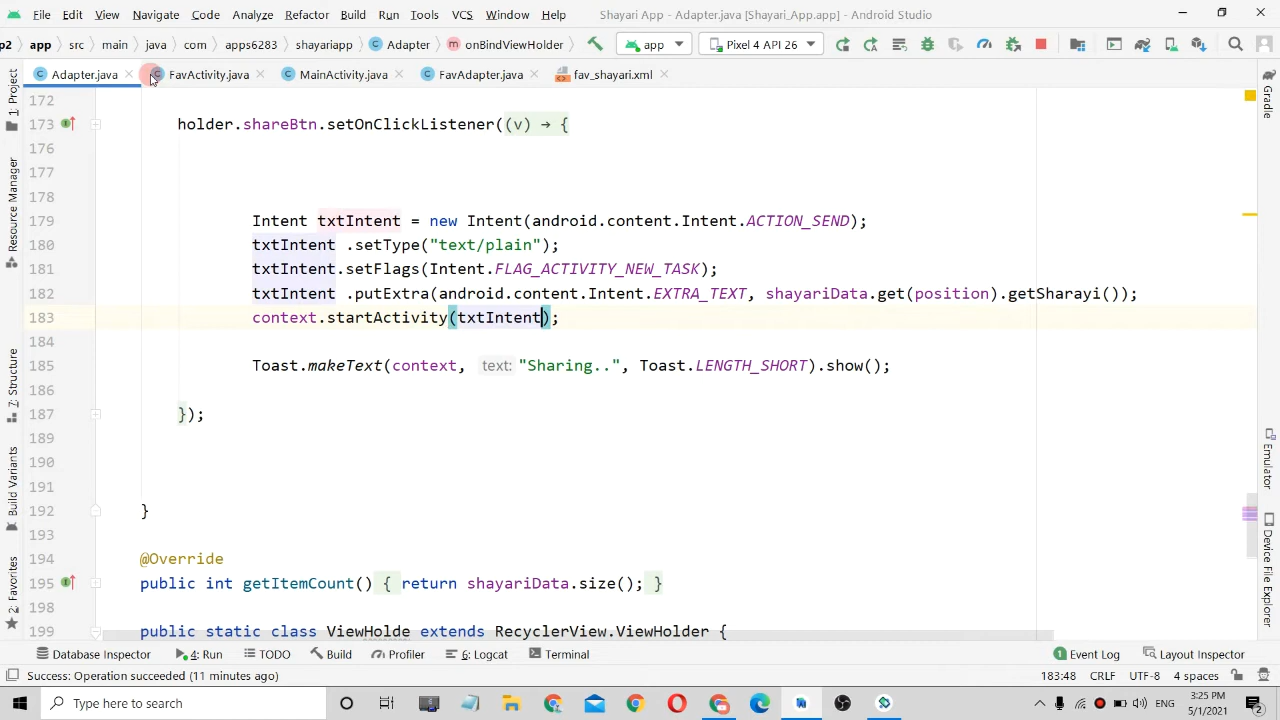 File Edit View Navigate Code Analyze Refactor Build Run Tools VCS Window Help Shayari App - Adapter.java [Shayari_App.app] - Android Studio
p2 app src main java com apps6283 shayariapp Adapter onBindViewHolder app Pixel 4 API 26
Adapter.java FavActivity.java MainActivity.java FavAdapter.java fav_shayari.xml
172
173 holder.shareBtn.setOnClickListener((v) → {
176
177
178
179 Intent txtIntent = new Intent(android.content.Intent.ACTION_SEND);
180 txtIntent .setType("text/plain");
181 txtIntent.setFlags(Intent.FLAG_ACTIVITY_NEW_TASK);
182 txtIntent .putExtra(android.content.Intent.EXTRA_TEXT, shayariData.get(position).getSharayi());
183 context.startActivity(txtIntent);
184
185 Toast.makeText(context, text: "Sharing..", Toast.LENGTH_SHORT).show();
186
187 });
189
190
191
192 }
193
194 @Override
195 public int getItemCount() { return shayariData.size(); }
198
199 public static class ViewHolde extends RecyclerView.ViewHolder {
1: Project
Resource Manager
7: Structure
Build Variants
2: Favorites
Gradle
Emulator
Device File Explorer
Database Inspector 4: Run TODO Build Profiler 6: Logcat Terminal 1 Event Log Layout Inspector
Success: Operation succeeded (11 minutes ago) 183:48 CRLF UTF-8 4 spaces
Type here to search ENG 3:25 PM
5/1/2021 2